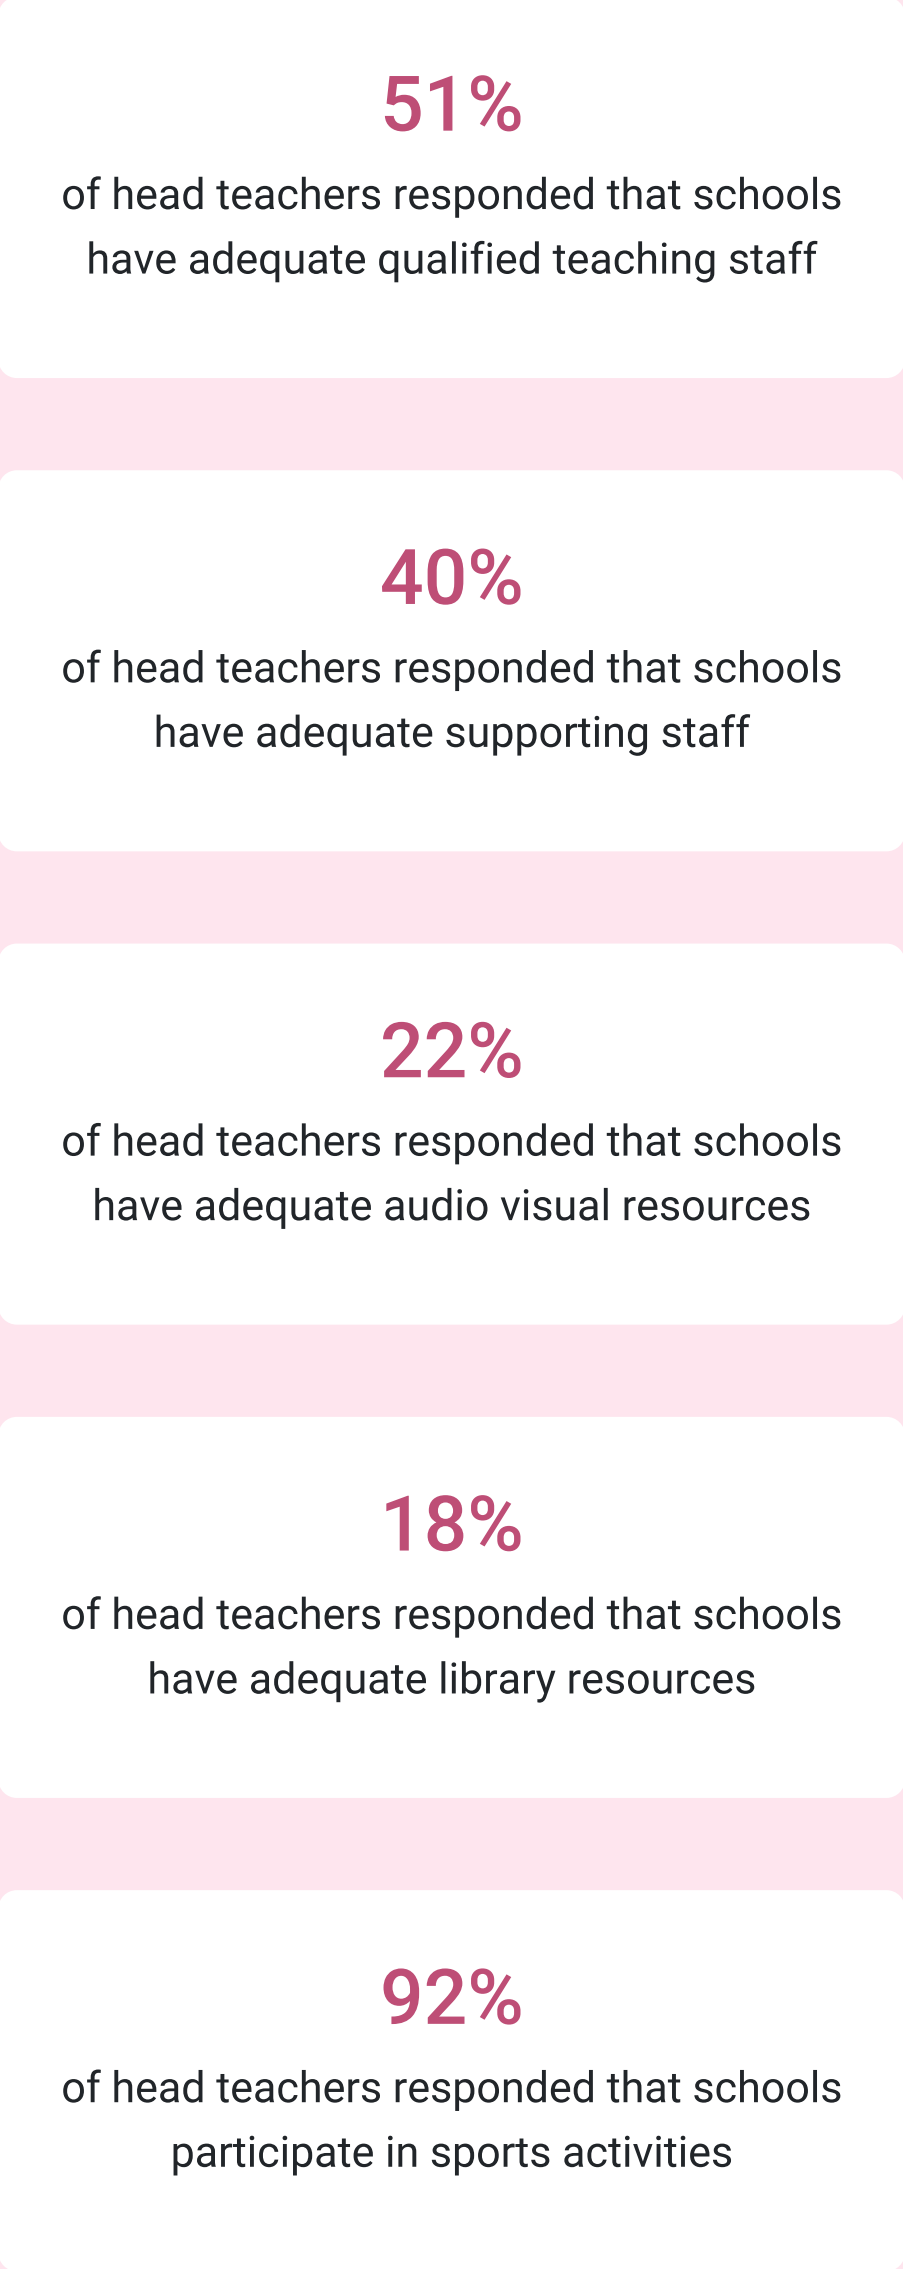 51%
of head teachers responded that schools
have adequate qualified teaching staff
40%
of head teachers responded that schools
have adequate supporting staff
22%
of head teachers responded that schools
have adequate audio visual resources
18%
of head teachers responded that schools
have adequate library resources
92%
of head teachers responded that schools
participate in sports activities